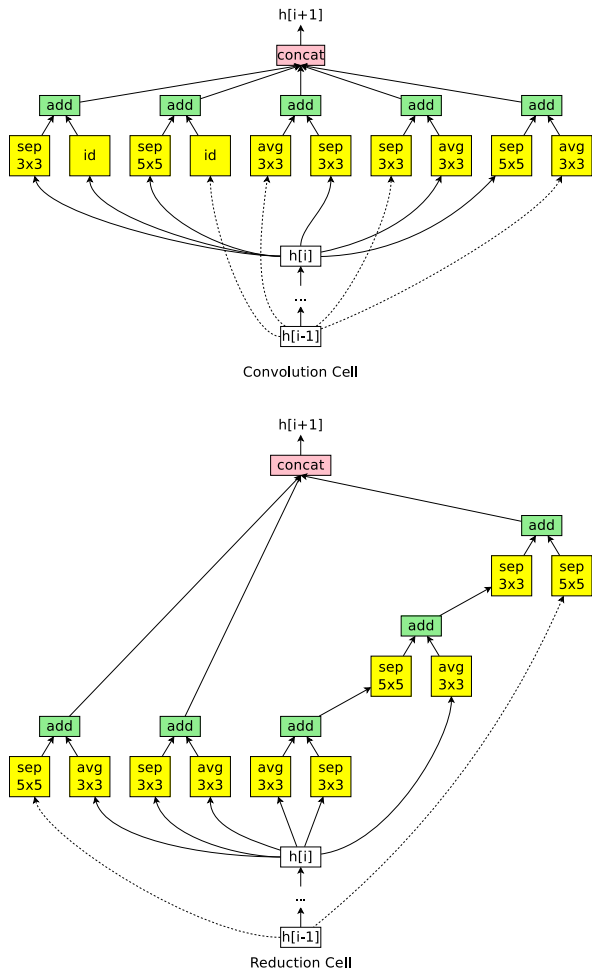 h[i+1]
concat
add add add add add
sep id sep id avg sep sep avg sep avg
3x3 5x5 3x3 3x3 3x3 3x3 5x5 3x3
h[i]
...
h[i-1]
Convolution Cell
h[i+1]
concat
add
sep sep
3x3 5x5
add
sep avg
5x5 3x3
add add add
sep avg sep avg avg sep
5x5 3x3 3x3 3x3 3x3 3x3
h[i]
...
h[i-1]
Reduction Cell